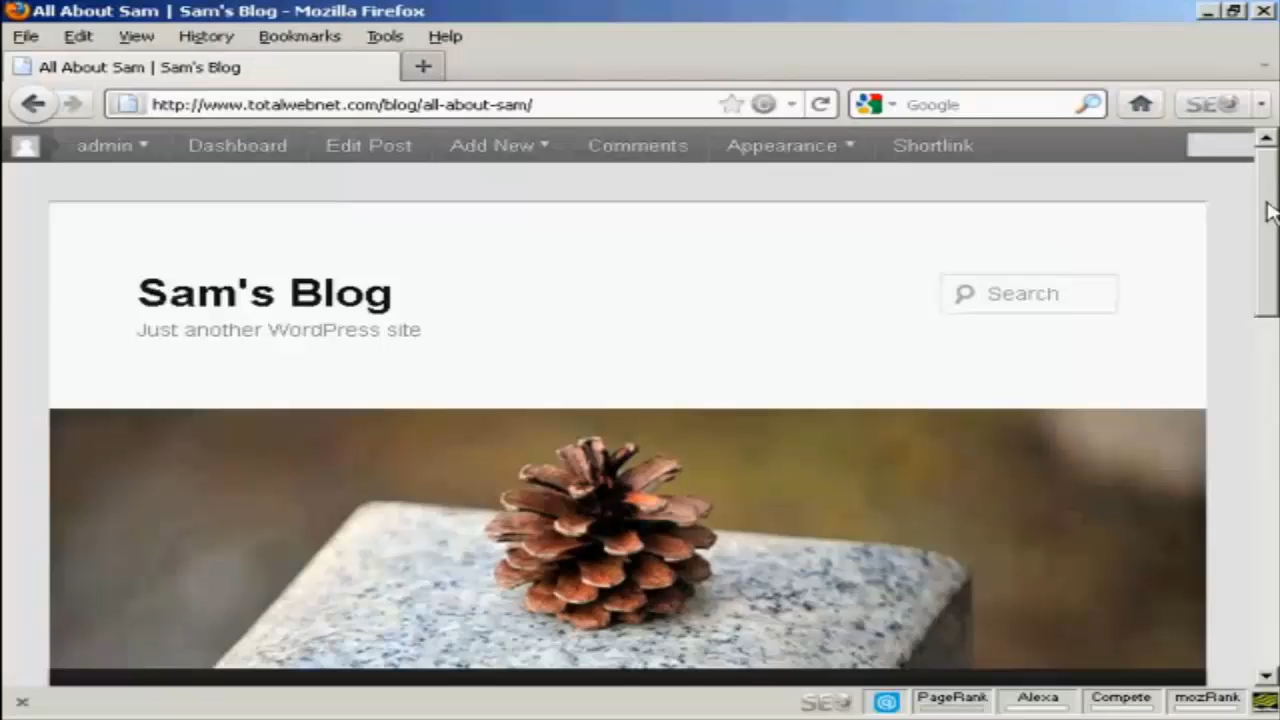 All About Sam | Sam's Blog - Mozilla Firefox
File Edit View History Bookmarks Tools Help
All About Sam | Sam's Blog
http://www.totalwebnet.com/blog/all-about-sam/ Google SEO
admin Dashboard Edit Post Add New Comments Appearance Shortlink
Sam's Blog
Search
Just another WordPress site
SEO PageRank Alexa Compete mozRank